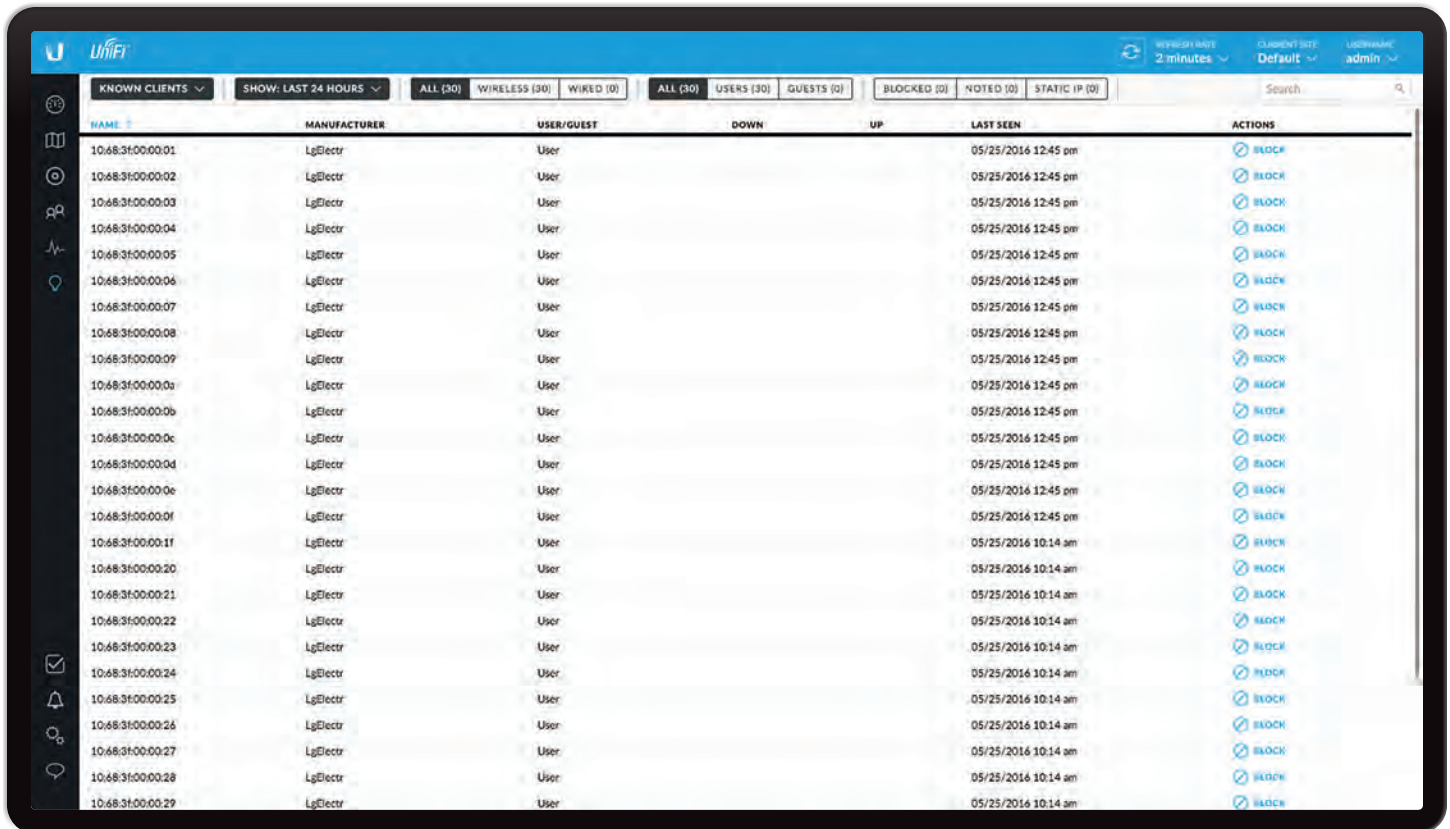 U UniFi REFRESH RATE CURRENT SITE USERNAME
2 minutes Default admin
KNOWN CLIENTS SHOW: LAST 24 HOURS ALL (30) WIRELESS (30) WIRED (0) ALL (30) USERS (30) GUESTS (0) BLOCKED (0) NOTED (0) STATIC IP (0) Search
NAME MANUFACTURER USER/GUEST DOWN UP LAST SEEN ACTIONS
10:68:3f:00:00:01 LgElectr User 05/25/2016 12:45 pm BLOCK
10:68:3f:00:00:02 LgElectr User 05/25/2016 12:45 pm BLOCK
10:68:3f:00:00:03 LgElectr User 05/25/2016 12:45 pm BLOCK
10:68:3f:00:00:04 LgElectr User 05/25/2016 12:45 pm BLOCK
10:68:3f:00:00:05 LgElectr User 05/25/2016 12:45 pm BLOCK
10:68:3f:00:00:06 LgElectr User 05/25/2016 12:45 pm BLOCK
10:68:3f:00:00:07 LgElectr User 05/25/2016 12:45 pm BLOCK
10:68:3f:00:00:08 LgElectr User 05/25/2016 12:45 pm BLOCK
10:68:3f:00:00:09 LgElectr User 05/25/2016 12:45 pm BLOCK
10:68:3f:00:00:0a LgElectr User 05/25/2016 12:45 pm BLOCK
10:68:3f:00:00:0b LgElectr User 05/25/2016 12:45 pm BLOCK
10:68:3f:00:00:0c LgElectr User 05/25/2016 12:45 pm BLOCK
10:68:3f:00:00:0d LgElectr User 05/25/2016 12:45 pm BLOCK
10:68:3f:00:00:0e LgElectr User 05/25/2016 12:45 pm BLOCK
10:68:3f:00:00:0f LgElectr User 05/25/2016 12:45 pm BLOCK
10:68:3f:00:00:1f LgElectr User 05/25/2016 10:14 am BLOCK
10:68:3f:00:00:20 LgElectr User 05/25/2016 10:14 am BLOCK
10:68:3f:00:00:21 LgElectr User 05/25/2016 10:14 am BLOCK
10:68:3f:00:00:22 LgElectr User 05/25/2016 10:14 am BLOCK
10:68:3f:00:00:23 LgElectr User 05/25/2016 10:14 am BLOCK
10:68:3f:00:00:24 LgElectr User 05/25/2016 10:14 am BLOCK
10:68:3f:00:00:25 LgElectr User 05/25/2016 10:14 am BLOCK
10:68:3f:00:00:26 LgElectr User 05/25/2016 10:14 am BLOCK
10:68:3f:00:00:27 LgElectr User 05/25/2016 10:14 am BLOCK
10:68:3f:00:00:28 LgElectr User 05/25/2016 10:14 am BLOCK
10:68:3f:00:00:29 LgElectr User 05/25/2016 10:14 am BLOCK